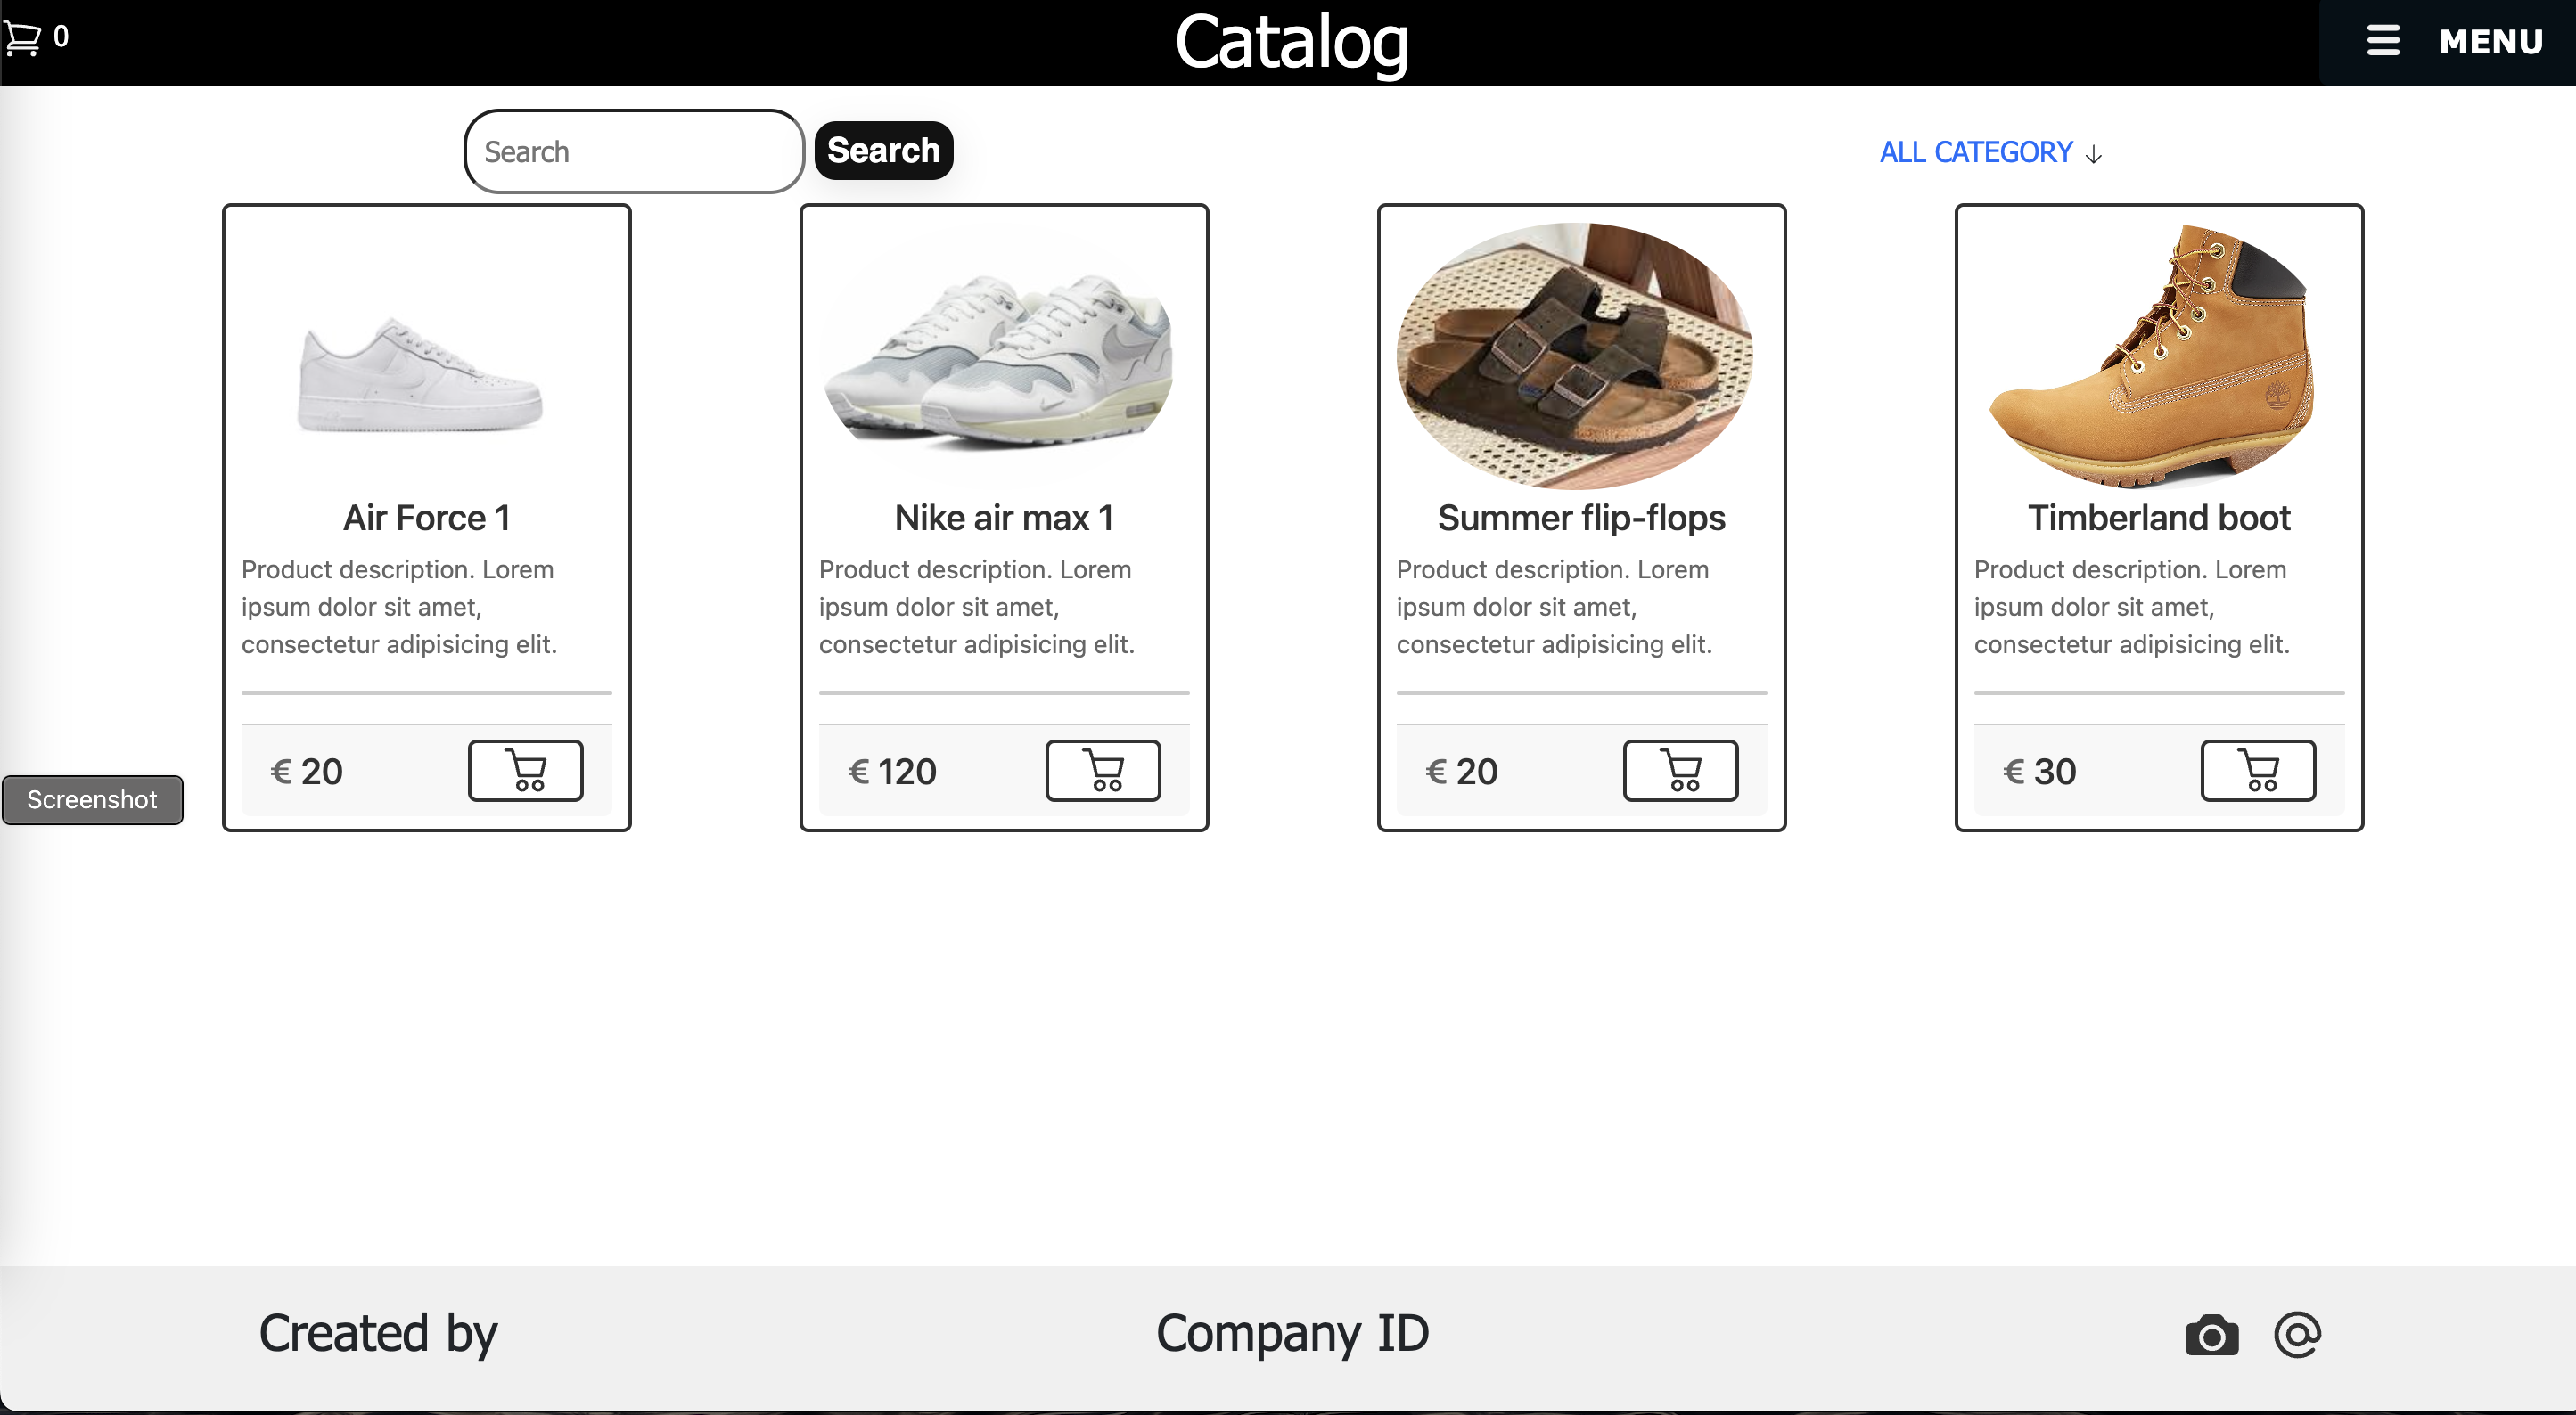 0
Catalog
MENU
Search
Search
ALL CATEGORY ↓
Air Force 1
Product description. Lorem
ipsum dolor sit amet,
consectetur adipisicing elit.
€ 20
Nike air max 1
Product description. Lorem
ipsum dolor sit amet,
consectetur adipisicing elit.
€ 120
Summer flip-flops
Product description. Lorem
ipsum dolor sit amet,
consectetur adipisicing elit.
€ 20
Timberland boot
Product description. Lorem
ipsum dolor sit amet,
consectetur adipisicing elit.
€ 30
Screenshot
Created by
Company ID